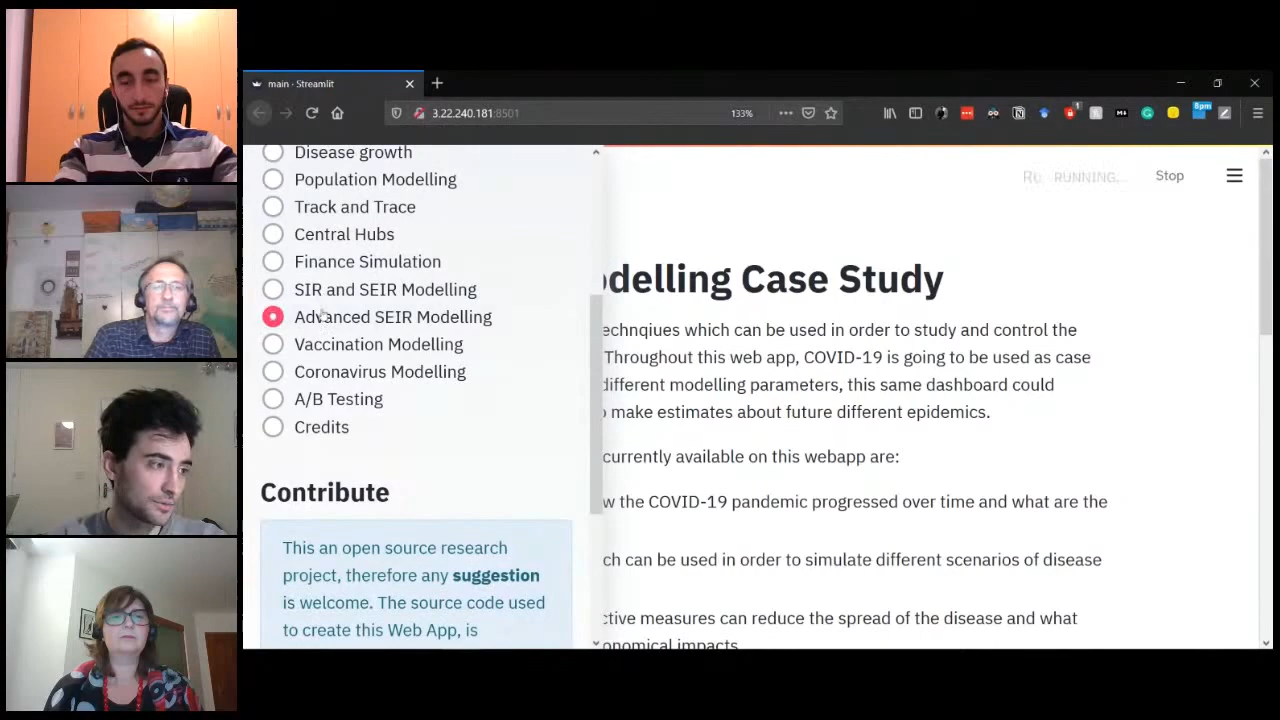 main · Streamlit
3.22.240.181:8501
133%
1
8pm
Disease growth
Population Modelling
Track and Trace
Central Hubs
Finance Simulation
SIR and SEIR Modelling
Advanced SEIR Modelling
Vaccination Modelling
Coronavirus Modelling
A/B Testing
Credits
Contribute
This an open source research
project, therefore any suggestion
is welcome. The source code used
to create this Web App, is
RUNNING...
Stop
delling Case Study
echnqiues which can be used in order to study and control the
Throughout this web app, COVID-19 is going to be used as case
different modelling parameters, this same dashboard could
o make estimates about future different epidemics.
currently available on this webapp are:
w the COVID-19 pandemic progressed over time and what are the
ch can be used in order to simulate different scenarios of disease
ctive measures can reduce the spread of the disease and what
onomical impacts.